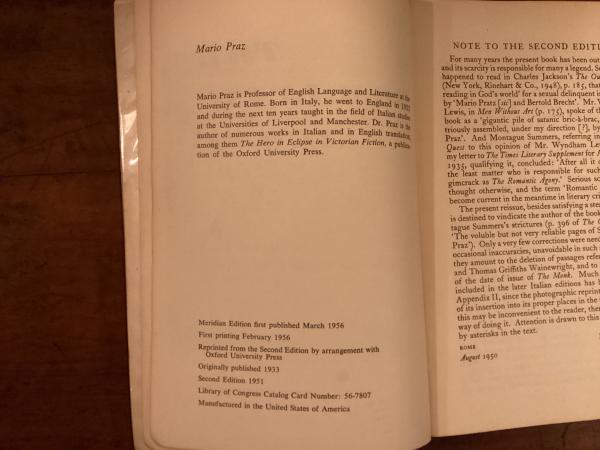 Mario Praz
Mario Praz is Professor of English Language and Literature at the
University of Rome. Born in Italy, he went to England in
and during the next ten years taught in the field of Italian studies
at the Universities of Liverpool and Manchester. Dr. Praz is the
author of numerous works in Italian and in English translation,
among them The Hero in Eclipse in Victorian Fiction, a publica-
tion of the Oxford University Press.
Meridian Edition first published March 1956
First printing February 1956
Reprinted from the Second Edition by arrangement with
Oxford University Press
Originally published 1933
Second Edition 1951
Library of Congress Catalog Card Number: 56-7807
Manufactured in the United States of America
NOTE TO THE SECOND EDITI
For many years the present book has been out
and its scarcity is responsible for many a legend. S
happened to read in Charles Jackson's The Ou
(New York, Rinehart & Co., 1948), p. 185, that
reading in God's world' for a sexual delinquent i
by 'Mario Pratz [sic] and Bertold Brecht'. Mr. W
Lewis, in Men Without Art (p. 175), spoke of th
book as a 'gigantic pile of satanic bric-à-brac,
triously assembled, under my direction [?], by
Praz'. And Montague Summers, referring in
Quest to this opinion of Mr. Wyndham Le
my letter to The Times Literary Supplement for
1935, qualifying it, concluded: 'After all it
the least matter who is responsible for such
gimcrack as The Romantic Agony.' Serious sc
thought otherwise, and the term 'Romantic
become current in the meantime in literary cri
The present reissue, besides satisfying a ste
is destined to vindicate the author of the book
tague Summers's strictures (p. 396 of The G
'The voluble but not very reliable pages of S
Praz'). Only a very few corrections were need
occasional inaccuracies, unavoidable in such
they amount to the deletion of passages refer
and Thomas Griffiths Wainewright, and to
of the date of issue of The Monk. Much
included in the later Italian editions has b
Appendix II, since the photographic reprint
of its insertion into its proper places in the
this may be inconvenient to the reader, ther
way of doing it. Attention is drawn to this
by asterisks in the text.
ROME
August 1950